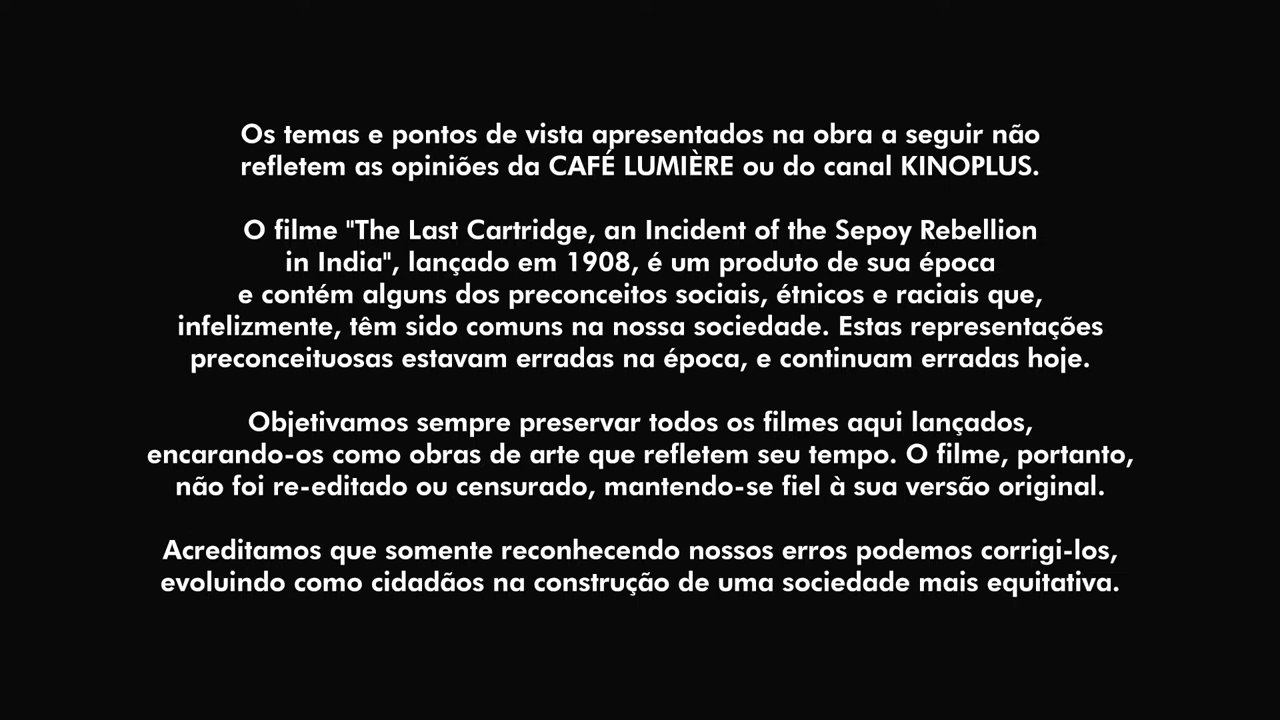 Os temas e pontos de vista apresentados na obra a seguir não
refletem as opiniões da CAFÉ LUMIÈRE ou do canal KINOPLUS.
O filme "The Last Cartridge, an Incident of the Sepoy Rebellion
in India", lançado em 1908, é um produto de sua época
e contém alguns dos preconceitos sociais, étnicos e raciais que,
infelizmente, têm sido comuns na nossa sociedade. Estas representações
preconceituosas estavam erradas na época, e continuam erradas hoje.
Objetivamos sempre preservar todos os filmes aqui lançados,
encarando-os como obras de arte que refletem seu tempo. O filme, portanto,
não foi re-editado ou censurado, mantendo-se fiel à sua versão original.
Acreditamos que somente reconhecendo nossos erros podemos corrigi-los,
evoluindo como cidadãos na construção de uma sociedade mais equitativa.